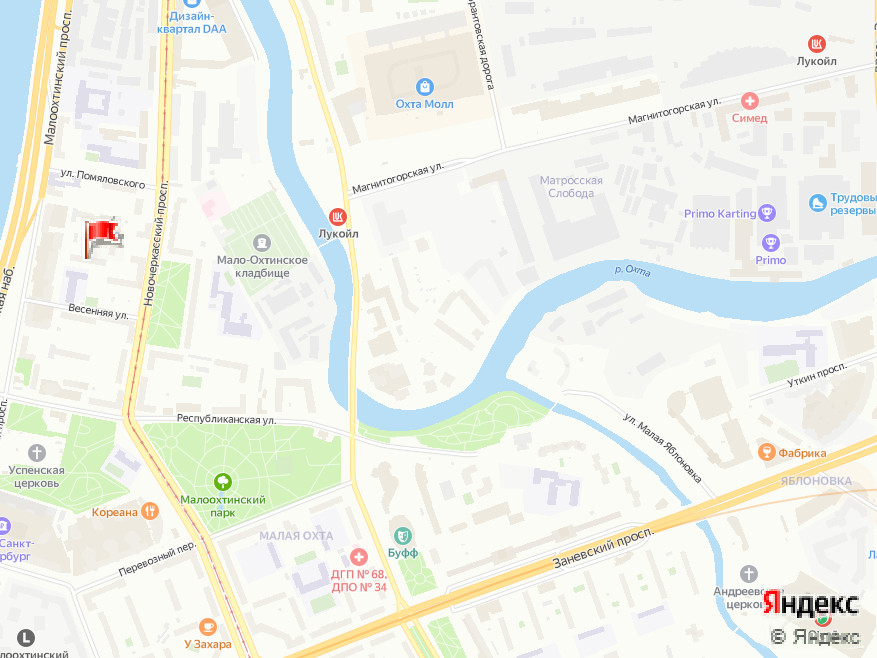 Дизайн-
квартал DAA
Малоохтинский просп.
Новочеркасский просп.
Охта Молл
Лукойл
Магнитогорская ул.
Симед
ул. Помяловского
Магнитогорская ул.
Матросская
Слобода
Primo Karting
Трудовые
резервы
Primo
Лукойл
Мало-Охтинское
кладбище
р. Охта
Весенняя ул.
наб.
Уткин просп.
Республиканская ул.
ул. Малая Яблоновка
Успенская
церковь
Малоохтинский
парк
Кореана
Фабрика
ЯБЛОНОВКА
МАЛАЯ ОХТА
Буфф
Заневский просп.
Перевозный пер.
Санкт-
ДГП № 68,
ДПО № 34
У Захара
Яндекс
© Яндекс